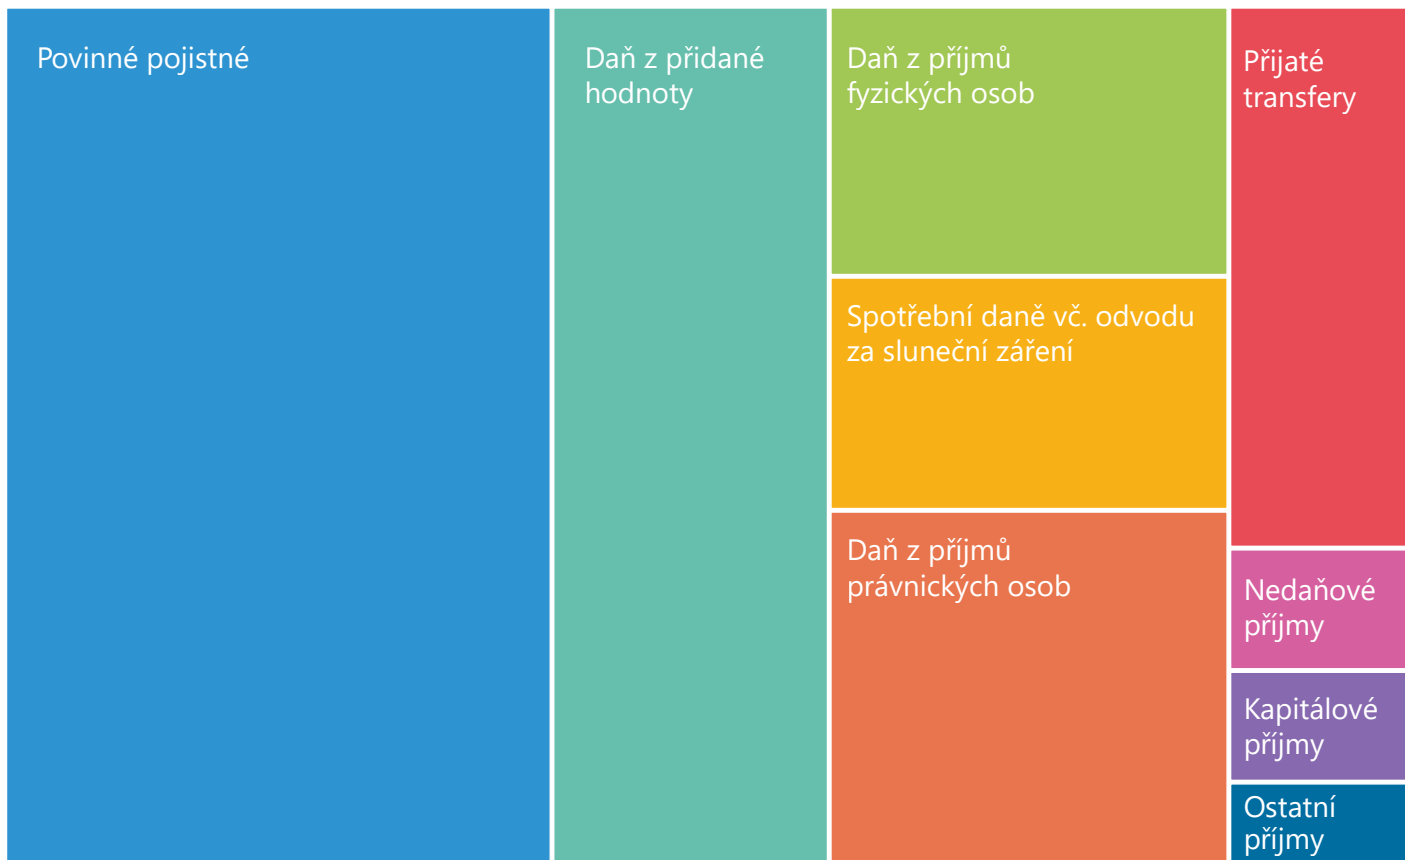 Povinné pojistné
Daň z přidané
hodnoty
Daň z příjmů
fyzických osob
Spotřební daně vč. odvodu
za sluneční záření
Daň z příjmů
právnických osob
Přijaté
transfery
Nedaňové
příjmy
Kapitálové
příjmy
Ostatní
příjmy